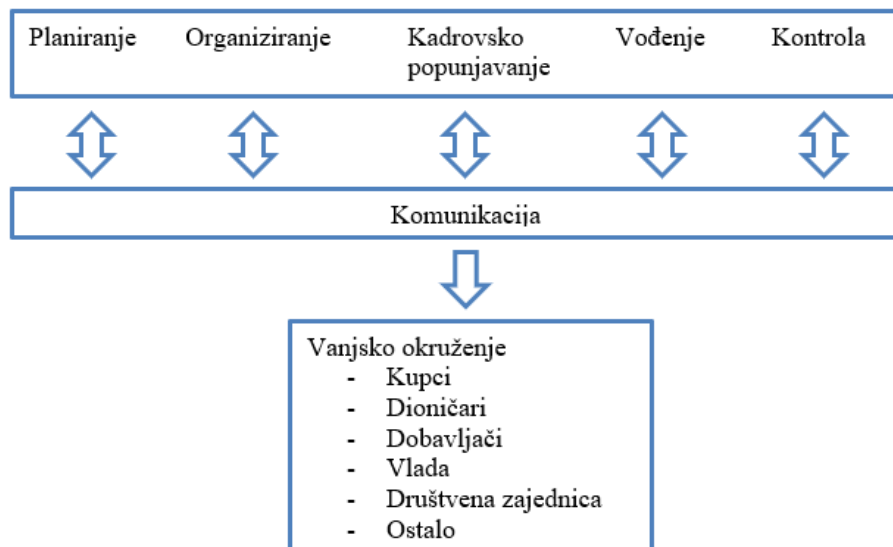 Planiranje Organiziranje Kadrovsko popunjavanje Vođenje Kontrola
Komunikacija
Vanjsko okruženje
- Kupci
- Dioničari
- Dobavljači
- Vlada
- Društvena zajednica
- Ostalo